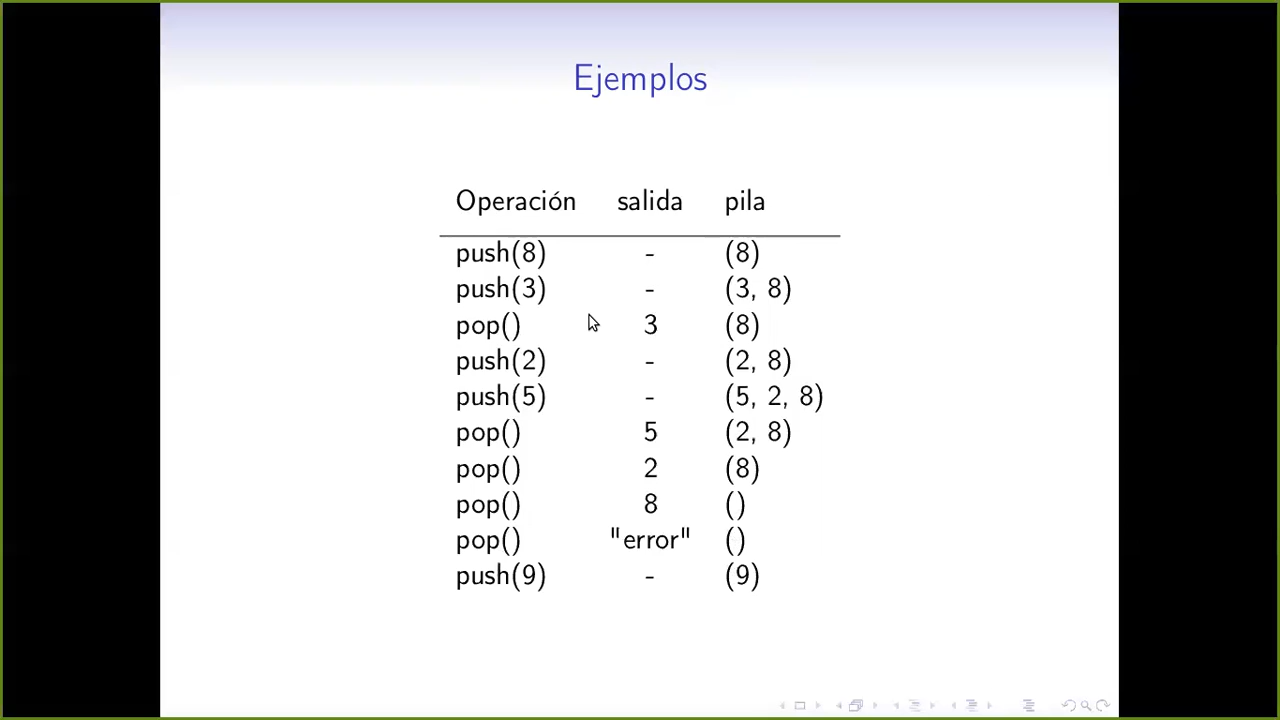 Ejemplos
Operación salida pila
push(8) - (8)
push(3) - (3, 8)
pop() 3 (8)
push(2) - (2, 8)
push(5) - (5, 2, 8)
pop() 5 (2, 8)
pop() 2 (8)
pop() 8 ()
pop() "error" ()
push(9) - (9)